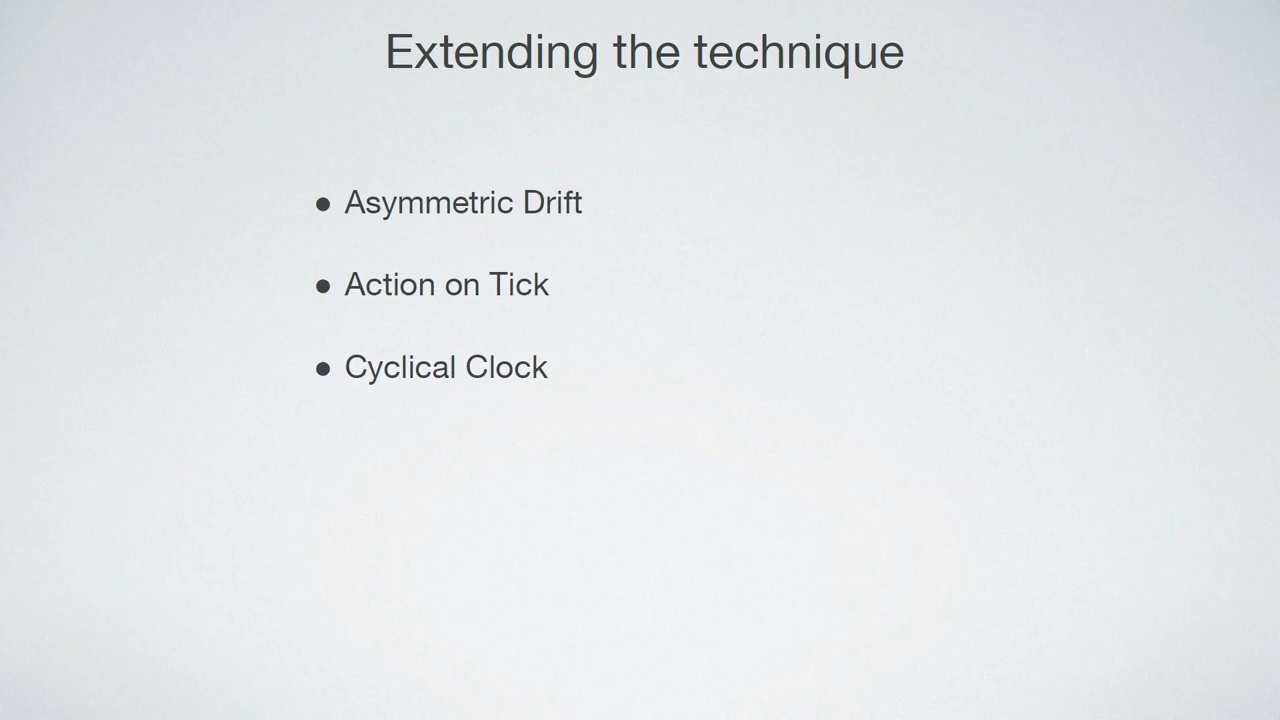 Extending the technique
● Asymmetric Drift
● Action on Tick
● Cyclical Clock